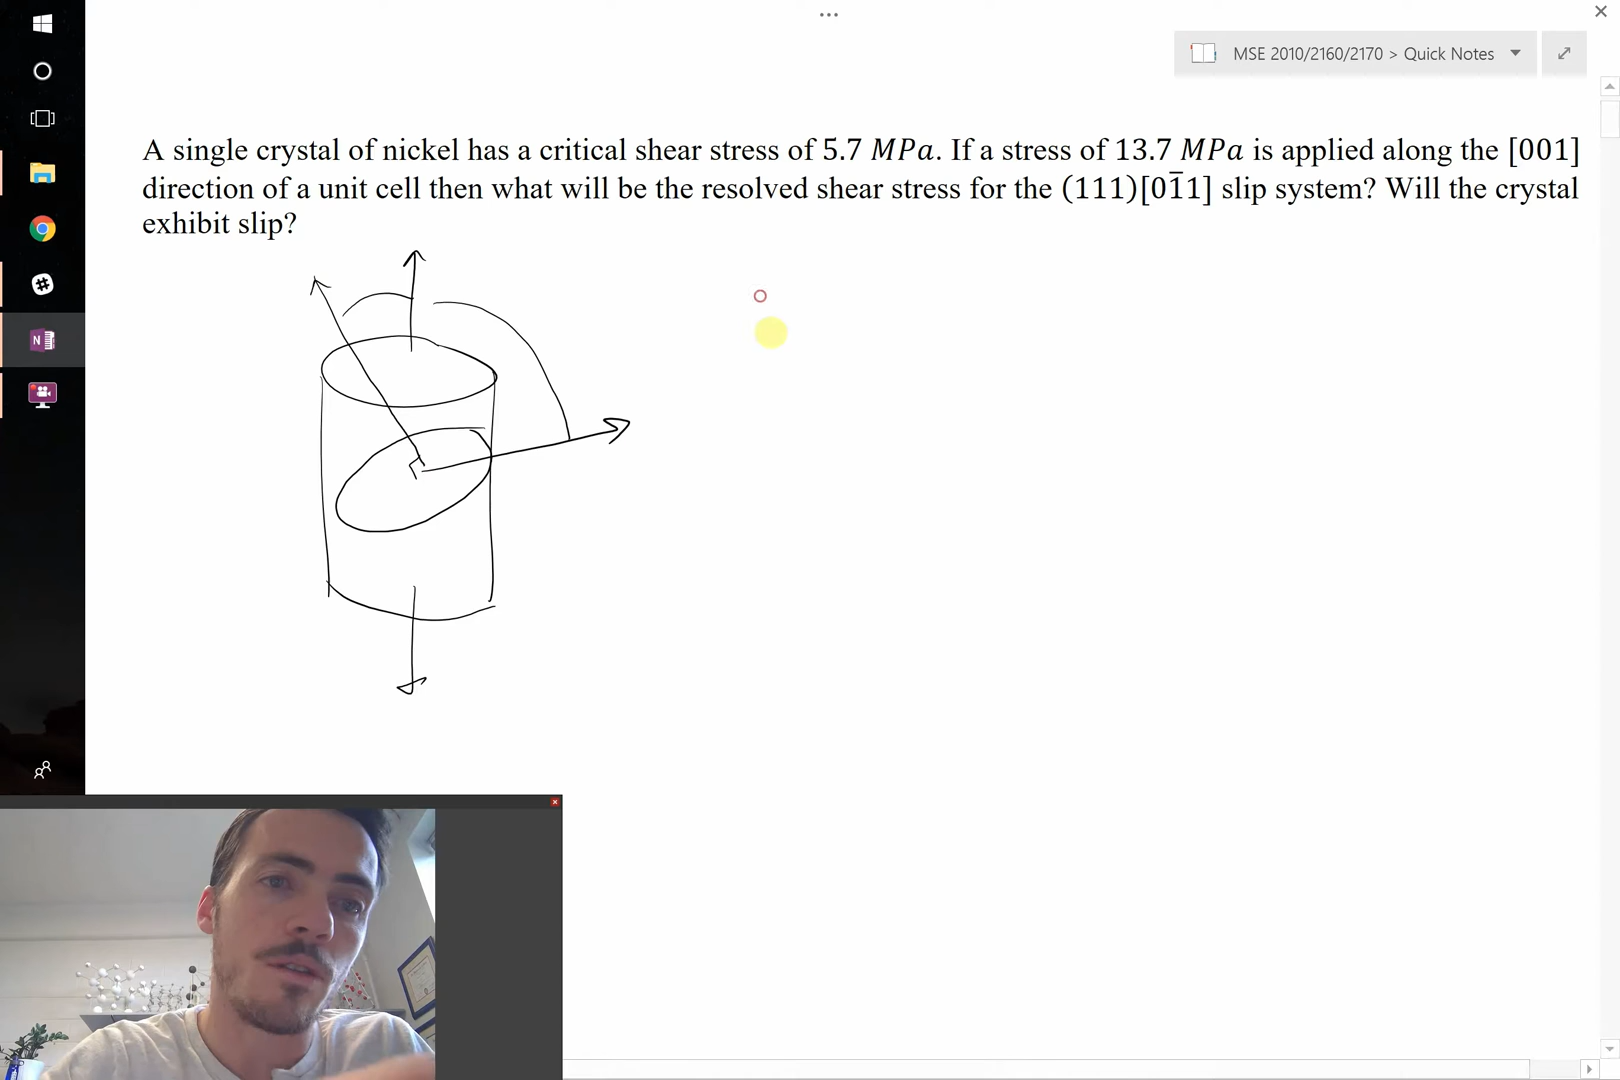 MSE 2010/2160/2170 > Quick Notes
A single crystal of nickel has a critical shear stress of 5.7 MPa. If a stress of 13.7 MPa is applied along the [001]
direction of a unit cell then what will be the resolved shear stress for the (111)[01̅1] slip system? Will the crystal
exhibit slip?